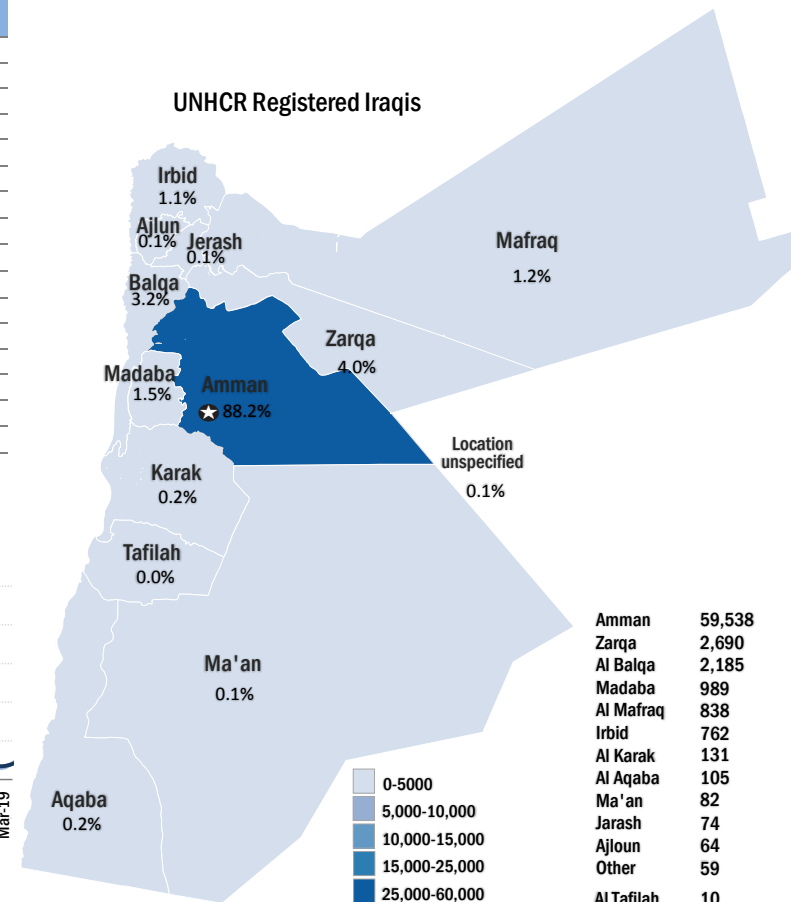 UNHCR Registered Iraqis
Irbid
1.1%
Ajlun
0.1%
Jerash
0.1%
Mafraq
1.2%
Balqa
3.2%
Zarqa
4.0%
Madaba
1.5%
Amman
88.2%
Location
unspecified
0.1%
Karak
0.2%
Tafilah
0.0%
Ma'an
0.1%
Aqaba
0.2%
Mar-19
0-5000
5,000-10,000
10,000-15,000
15,000-25,000
25,000-60,000
Amman 59,538
Zarqa 2,690
Al Balqa 2,185
Madaba 989
Al Mafraq 838
Irbid 762
Al Karak 131
Al Aqaba 105
Ma'an 82
Jarash 74
Ajloun 64
Other 59
Al Tafilah 10